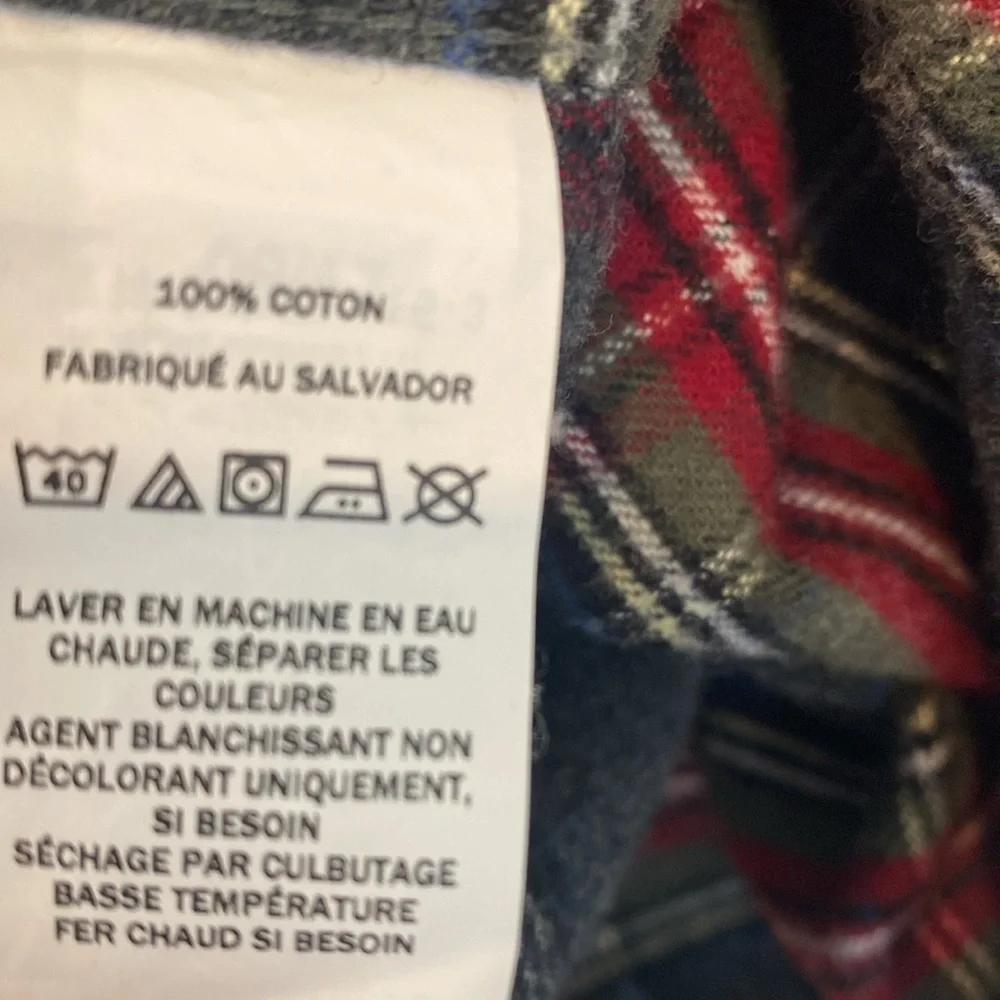 100% COTON
FABRIQUÉ AU SALVADOR
40
LAVER EN MACHINE EN EAU
CHAUDE, SÉPARER LES
COULEURS
AGENT BLANCHISSANT NON
DÉCOLORANT UNIQUEMENT,
SI BESOIN
SÉCHAGE PAR CULBUTAGE
BASSE TEMPÉRATURE
FER CHAUD SI BESOIN